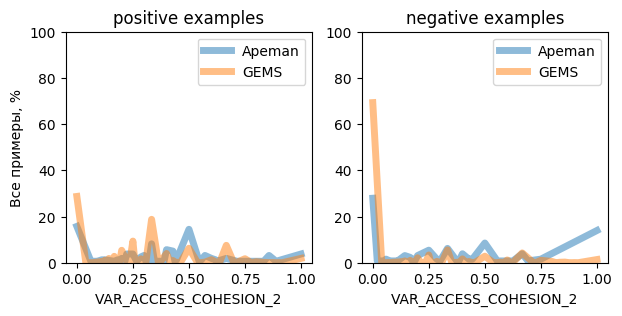 positive examples
negative examples
100
80
60
40
20
0
Все примеры, %
Apeman
GEMS
0.00
0.25
0.50
0.75
1.00
VAR_ACCESS_COHESION_2
100
80
60
40
20
0
Apeman
GEMS
0.00
0.25
0.50
0.75
1.00
VAR_ACCESS_COHESION_2